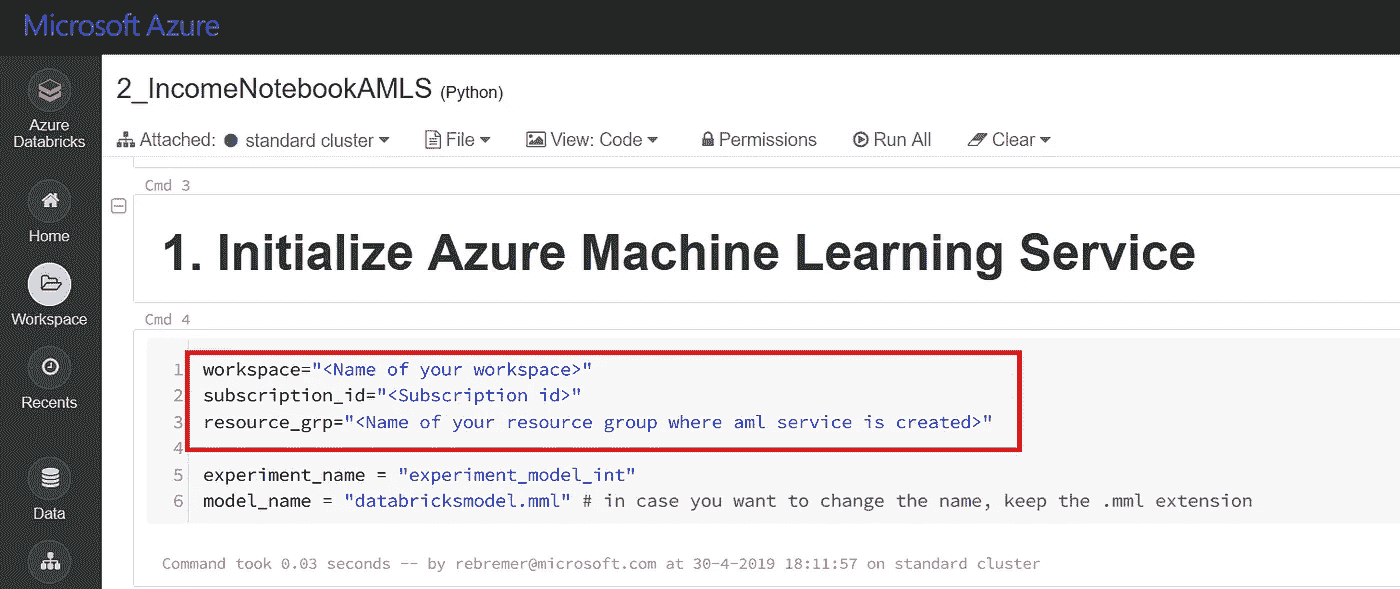 Microsoft Azure
Azure
Databricks
Home
Workspace
Recents
Data
2_IncomeNotebookAMLS (Python)
Attached: standard cluster File View: Code Permissions Run All Clear
Cmd 3
1. Initialize Azure Machine Learning Service
Cmd 4
1 workspace="<Name of your workspace>"
2 subscription_id="<Subscription id>"
3 resource_grp="<Name of your resource group where aml service is created>"
4
5 experiment_name = "experiment_model_int"
6 model_name = "databricksmodel.mml" # in case you want to change the name, keep the .mml extension
Command took 0.03 seconds -- by rebremer@microsoft.com at 30-4-2019 18:11:57 on standard cluster